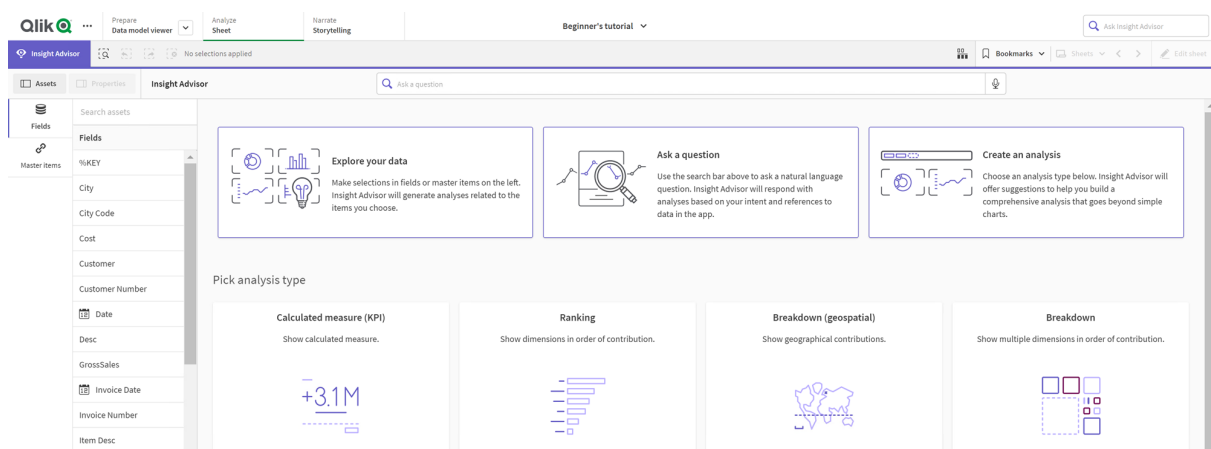 Qlik
Prepare
Data model viewer
Analyze
Sheet
Narrate
Storytelling
Beginner's tutorial
Ask Insight Advisor
Insight Advisor
No selections applied
Bookmarks
Sheets
Edit sheet
Assets
Properties
Insight Advisor
Ask a question
Fields
Master items
Search assets
Fields
%KEY
City
City Code
Cost
Customer
Customer Number
Date
Desc
GrossSales
Invoice Date
Invoice Number
Item Desc
Explore your data
Make selections in fields or master items on the left.
Insight Advisor will generate analyses related to the
items you choose.
Ask a question
Use the search bar above to ask a natural language
question. Insight Advisor will respond with
analyses based on your intent and references to
data in the app.
Create an analysis
Choose an analysis type below. Insight Advisor will
offer suggestions to help you build a
comprehensive analysis that goes beyond simple
charts.
Pick analysis type
Calculated measure (KPI)
Show calculated measure.
+3.1M
Ranking
Show dimensions in order of contribution.
Breakdown (geospatial)
Show geographical contributions.
Breakdown
Show multiple dimensions in order of contribution.